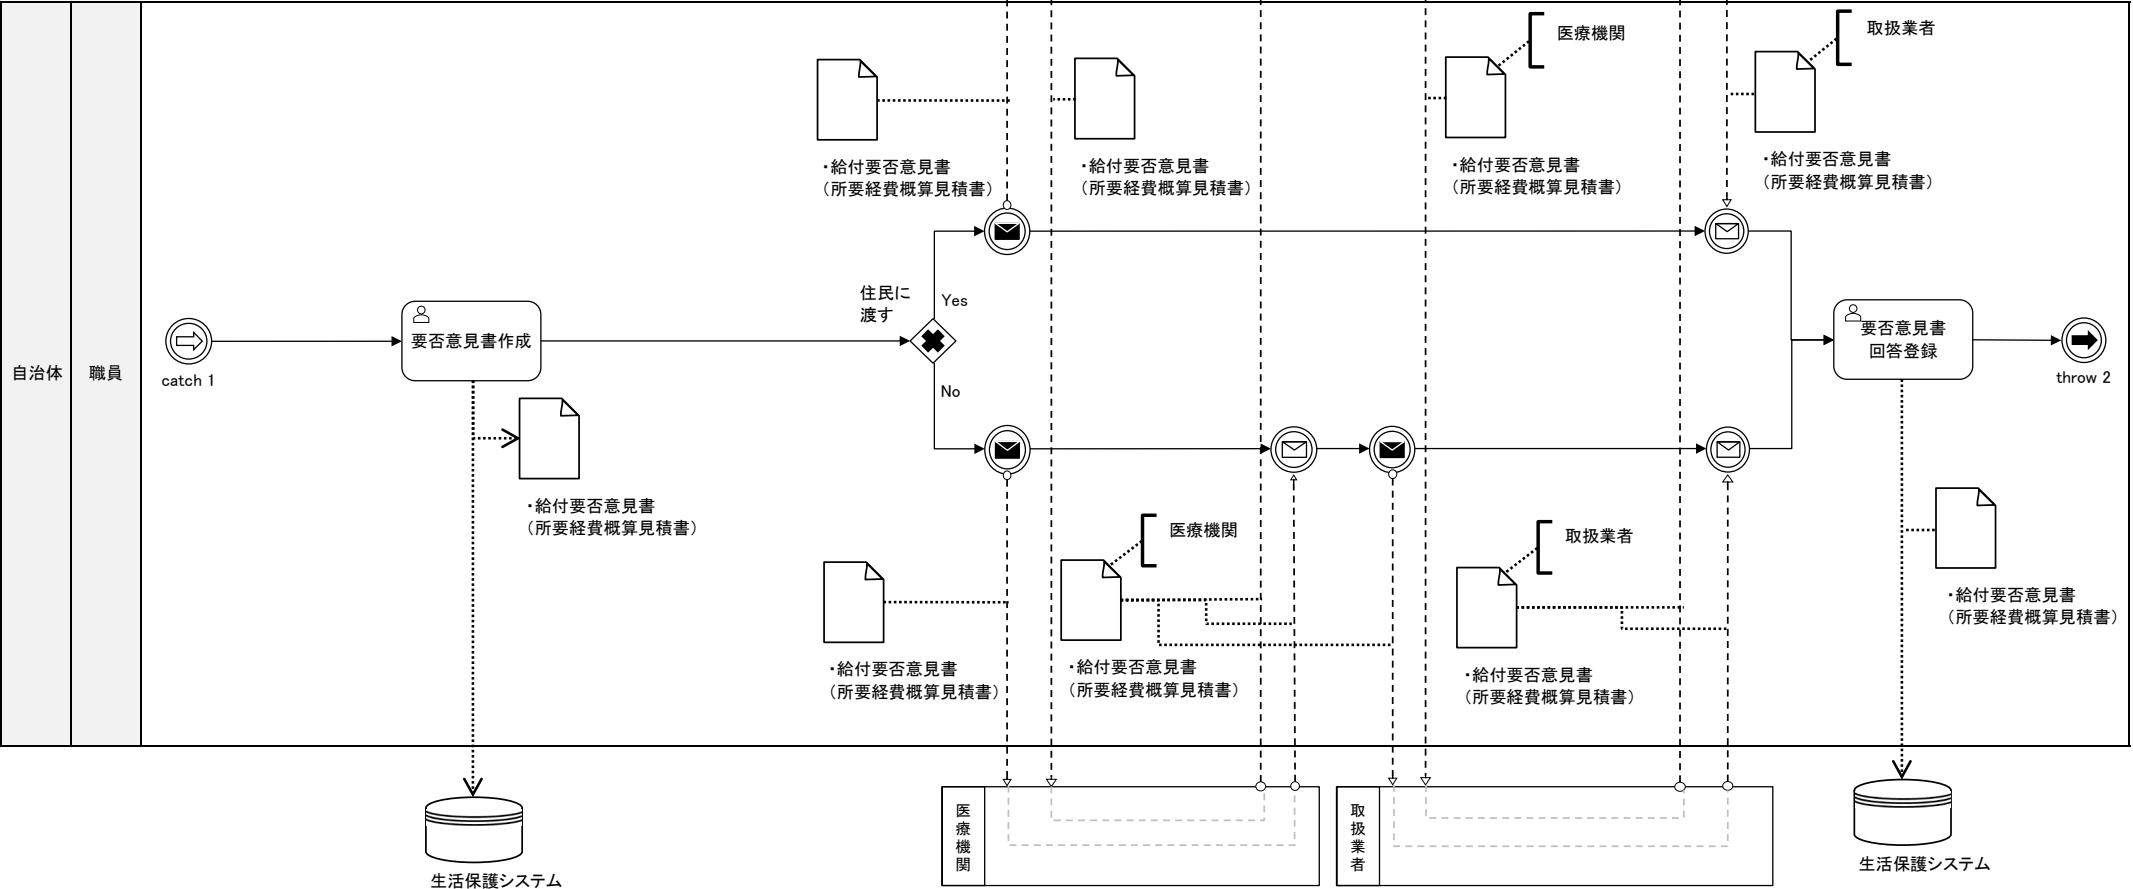 自治体
職員
catch 1
要否意見書作成
・給付要否意見書
（所要経費概算見積書）
生活保護システム
住民に
渡す
Yes
No
・給付要否意見書
（所要経費概算見積書）
・給付要否意見書
（所要経費概算見積書）
医療機関
・給付要否意見書
（所要経費概算見積書）
取扱業者
・給付要否意見書
（所要経費概算見積書）
・給付要否意見書
（所要経費概算見積書）
医療機関
・給付要否意見書
（所要経費概算見積書）
取扱業者
・給付要否意見書
（所要経費概算見積書）
要否意見書
回答登録
throw 2
・給付要否意見書
（所要経費概算見積書）
生活保護システム
医療機関
取扱業者